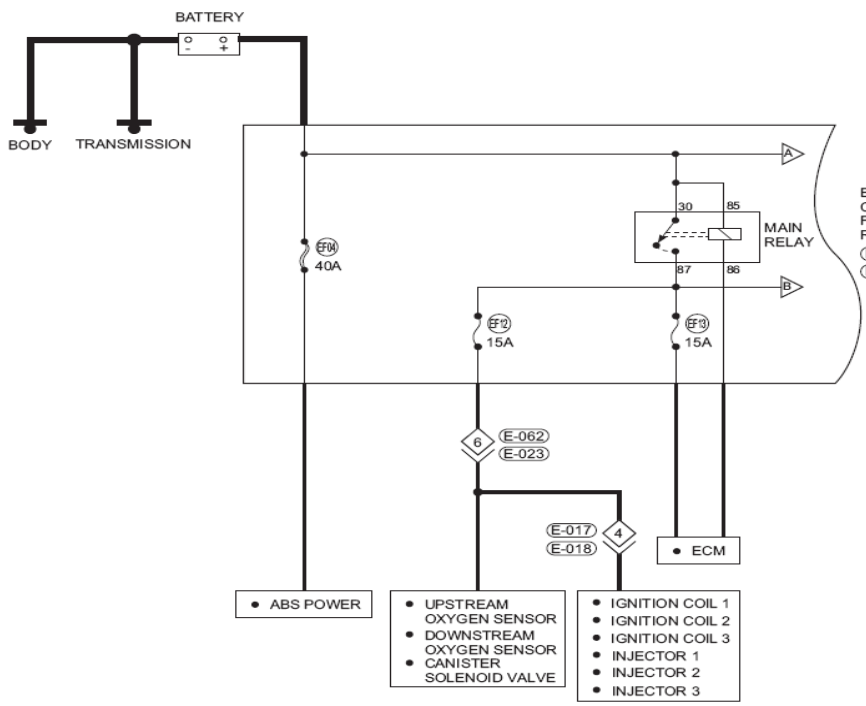 BATTERY
- +
BODY
TRANSMISSION
A
30
85
MAIN
RELAY
EF04
40A
87
86
B
EF12
15A
EF13
15A
6
E-062
E-023
E-017
E-018
4
ECM
ABS POWER
UPSTREAM
OXYGEN SENSOR
DOWNSTREAM
OXYGEN SENSOR
CANISTER
SOLENOID VALVE
IGNITION COIL 1
IGNITION COIL 2
IGNITION COIL 3
INJECTOR 1
INJECTOR 2
INJECTOR 3